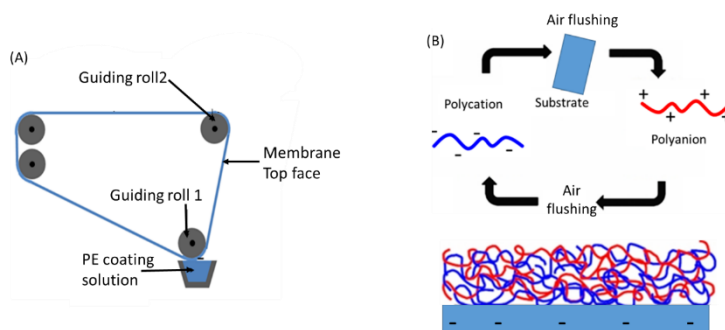 (A)
Guiding roll2
Membrane
Top face
Guiding roll 1
PE coating
solution
(B)
Air flushing
Polycation
Substrate
+ + + -
Polyanion
- - - -
Air
flushing
- - - - -